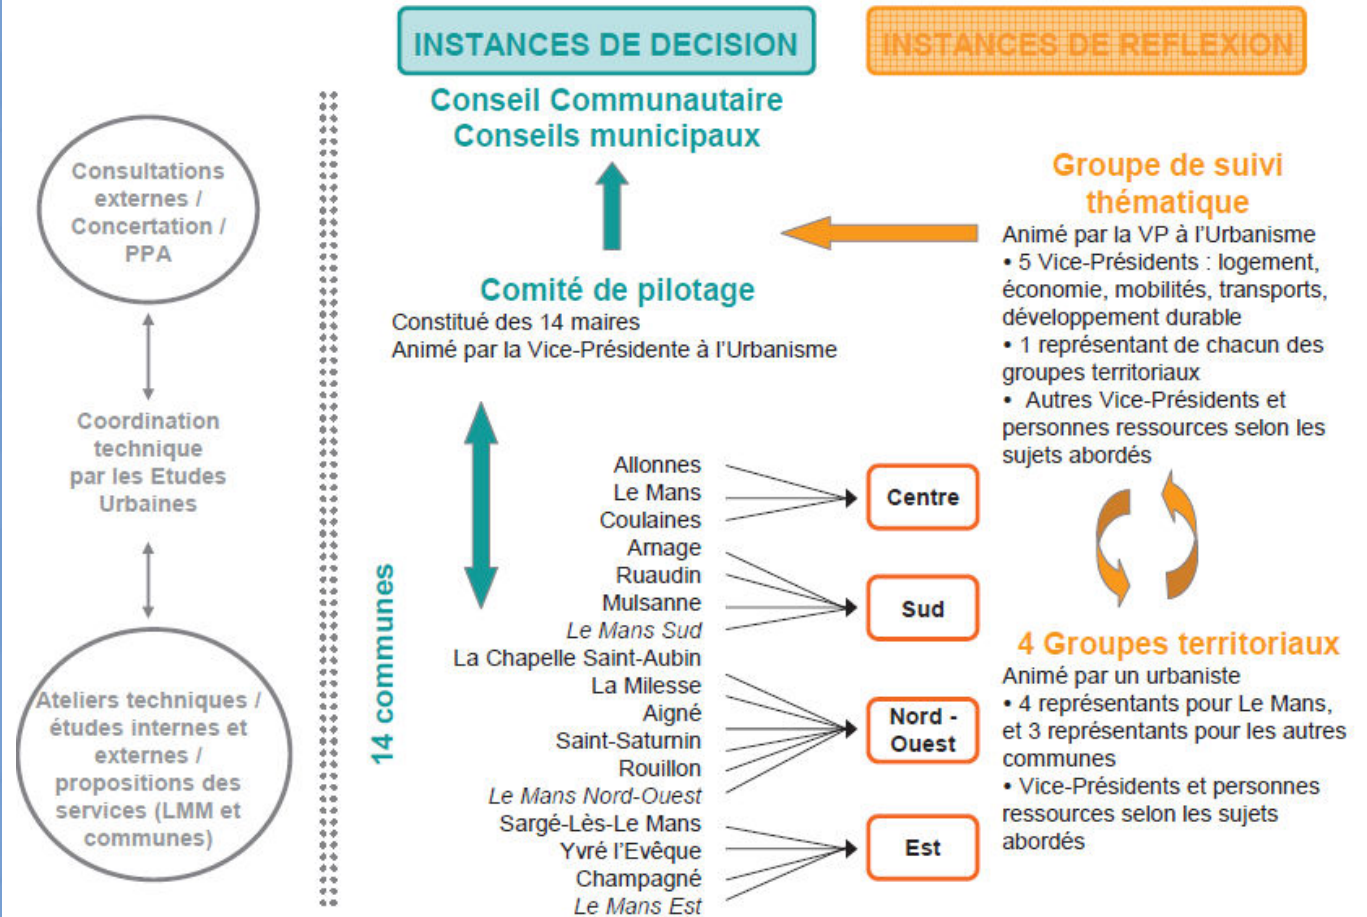 INSTANCES DE DECISION
INSTANCES DE REFLEXION
Conseil Communautaire
Conseils municipaux
Consultations
externes /
Concertation /
PPA
Coordination
technique
par les Etudes
Urbaines
Ateliers techniques /
études internes et
externes /
propositions des
services (LMM et
communes)
Comité de pilotage
Constitué des 14 maires
Animé par la Vice-Présidente à l'Urbanisme
14 communes
Allonnes
Le Mans
Coulaines
Arnage
Ruaudin
Mulsanne
Le Mans Sud
La Chapelle Saint-Aubin
La Milesse
Aigné
Saint-Saturnin
Rouillon
Le Mans Nord-Ouest
Sargé-Lès-Le Mans
Yvré l'Evêque
Champagné
Le Mans Est
Centre
Sud
Nord -
Ouest
Est
Groupe de suivi
thématique
Animé par la VP à l'Urbanisme
• 5 Vice-Présidents : logement,
économie, mobilités, transports,
développement durable
• 1 représentant de chacun des
groupes territoriaux
• Autres Vice-Présidents et
personnes ressources selon les
sujets abordés
4 Groupes territoriaux
Animé par un urbaniste
• 4 représentants pour Le Mans,
et 3 représentants pour les autres
communes
• Vice-Présidents et personnes
ressources selon les sujets
abordés